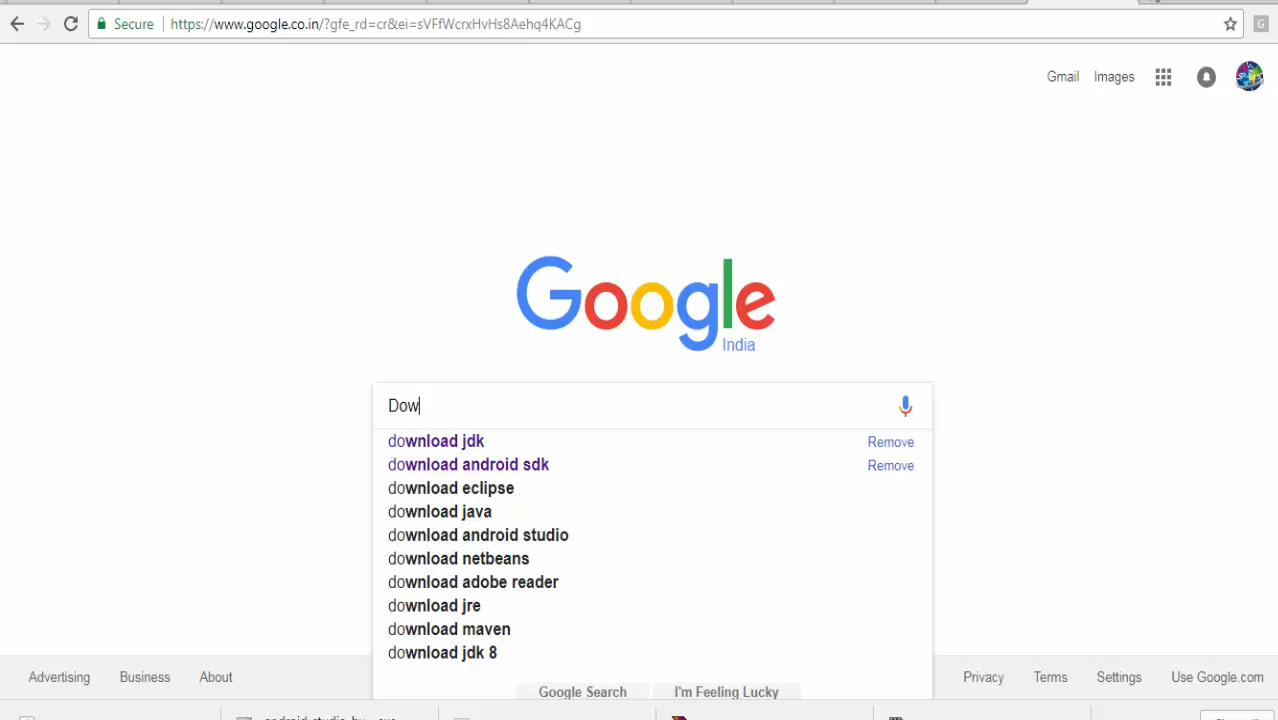 Secure https://www.google.co.in/?gfe_rd=cr&ei=sVFfWcrxHvHs8Aehq4KACg G
Gmail Images
Google
India
Dow
download jdk Remove
download android sdk Remove
download eclipse
download java
download android studio
download netbeans
download adobe reader
download jre
download maven
download jdk 8
Advertising Business About Privacy Terms Settings Use Google.com
Google Search I'm Feeling Lucky